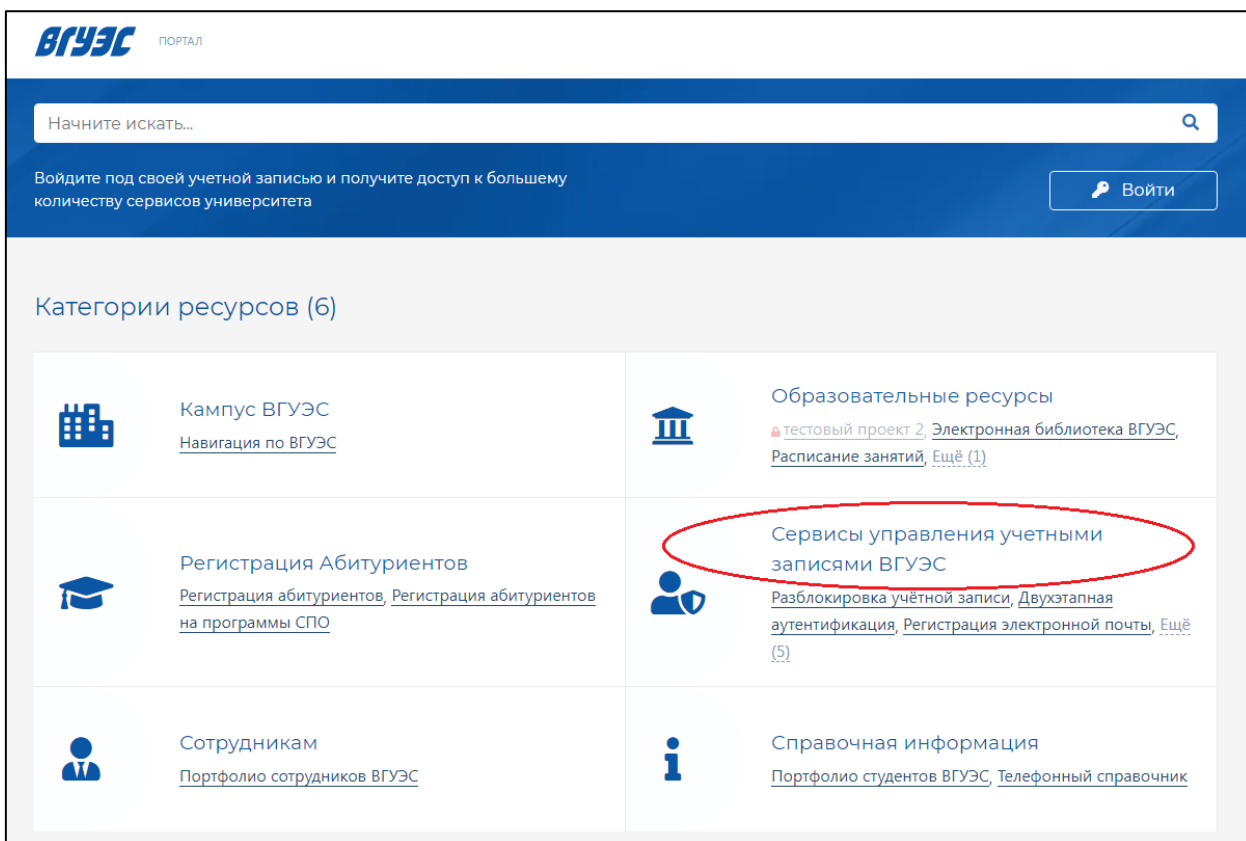 ВГУЭС ПОРТАЛ
Начните искать...
Войдите под своей учетной записью и получите доступ к большему
количеству сервисов университета
Войти
Категории ресурсов (6)
Кампус ВГУЭС
Навигация по ВГУЭС
Образовательные ресурсы
тестовый проект 2, Электронная библиотека ВГУЭС,
Расписание занятий, Ещё (1)
Регистрация Абитуриентов
Регистрация абитуриентов, Регистрация абитуриентов
на программы СПО
Сервисы управления учетными
записями ВГУЭС
Разблокировка учётной записи, Двухэтапная
аутентификация, Регистрация электронной почты, Ещё
(5)
Сотрудникам
Портфолио сотрудников ВГУЭС
Справочная информация
Портфолио студентов ВГУЭС, Телефонный справочник